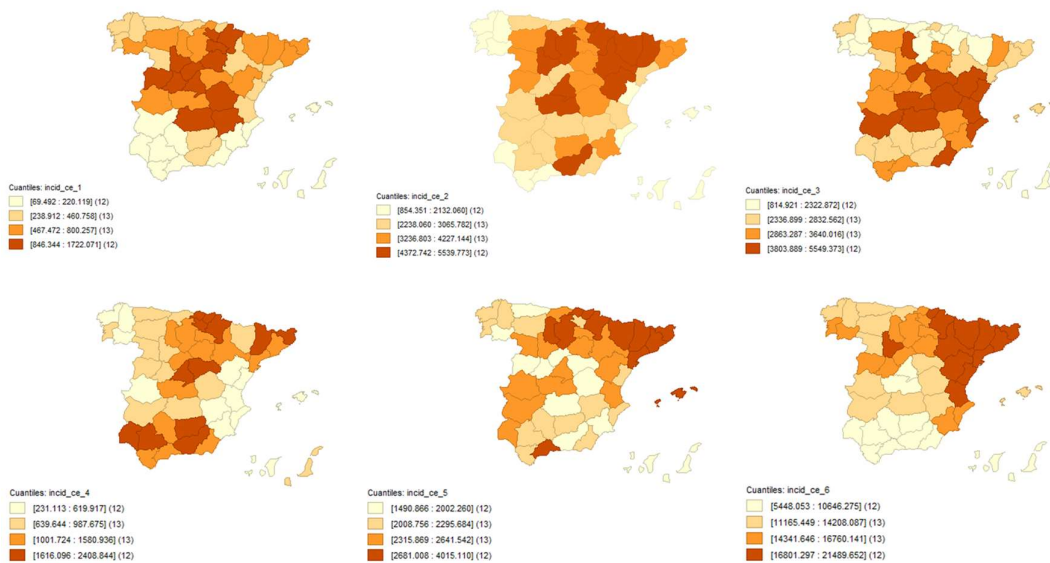 Cuantiles: incid_ce_1
[69.492 : 220.119] (12)
[238.912 : 460.758] (13)
[467.472 : 800.257] (13)
[846.344 : 1722.071] (12)
Cuantiles: incid_ce_2
[854.351 : 2132.060] (12)
[2238.060 : 3065.782] (13)
[3236.803 : 4227.144] (13)
[4372.742 : 5539.773] (12)
Cuantiles: incid_ce_3
[814.921 : 2322.872] (12)
[2336.899 : 2832.562] (13)
[2863.287 : 3640.016] (13)
[3803.889 : 5549.373] (12)
Cuantiles: incid_ce_4
[231.113 : 619.917] (12)
[639.644 : 987.675] (13)
[1001.724 : 1580.936] (13)
[1616.096 : 2408.844] (12)
Cuantiles: incid_ce_5
[1490.866 : 2002.260] (12)
[2008.756 : 2295.684] (13)
[2315.869 : 2641.542] (13)
[2681.008 : 4015.110] (12)
Cuantiles: incid_ce_6
[5448.053 : 10646.275] (12)
[11165.449 : 14208.087] (13)
[14341.646 : 16760.141] (13)
[16801.297 : 21489.652] (12)